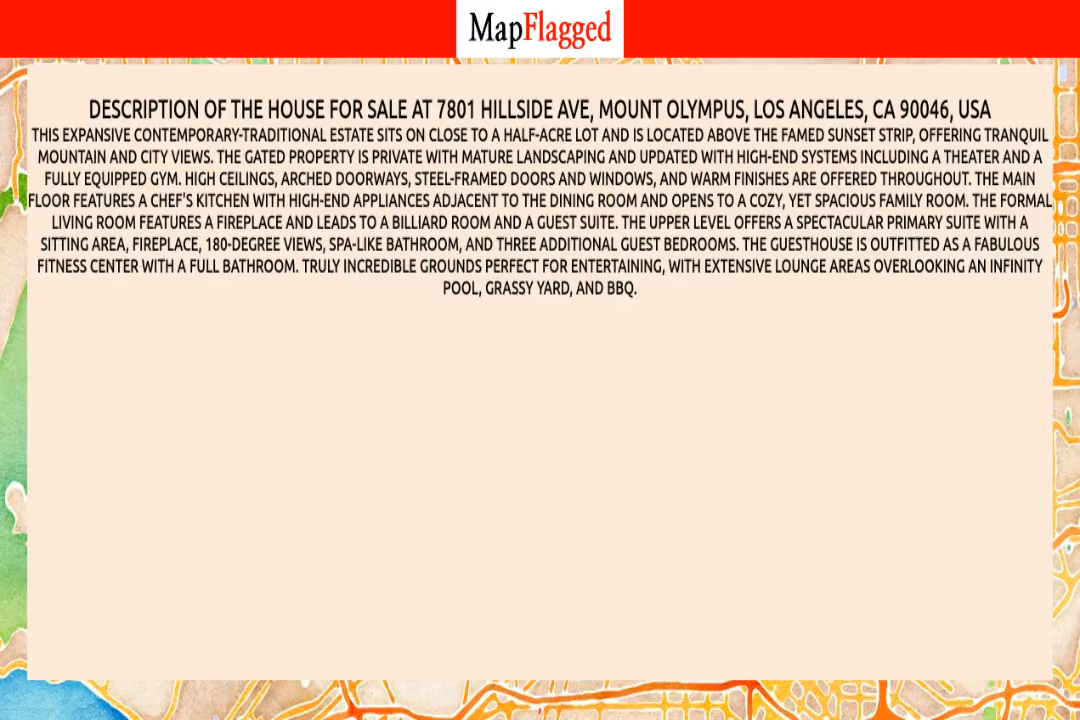 MapFlagged
DESCRIPTION OF THE HOUSE FOR SALE AT 7801 HILLSIDE AVE, MOUNT OLYMPUS, LOS ANGELES, CA 90046, USA
THIS EXPANSIVE CONTEMPORARY-TRADITIONAL ESTATE SITS ON CLOSE TO A HALF-ACRE LOT AND IS LOCATED ABOVE THE FAMED SUNSET STRIP, OFFERING TRANQUIL
MOUNTAIN AND CITY VIEWS. THE GATED PROPERTY IS PRIVATE WITH MATURE LANDSCAPING AND UPDATED WITH HIGH-END SYSTEMS INCLUDING A THEATER AND A
FULLY EQUIPPED GYM. HIGH CEILINGS, ARCHED DOORWAYS, STEEL-FRAMED DOORS AND WINDOWS, AND WARM FINISHES ARE OFFERED THROUGHOUT. THE MAIN
FLOOR FEATURES A CHEF'S KITCHEN WITH HIGH-END APPLIANCES ADJACENT TO THE DINING ROOM AND OPENS TO A COZY, YET SPACIOUS FAMILY ROOM. THE FORMAL
LIVING ROOM FEATURES A FIREPLACE AND LEADS TO A BILLIARD ROOM AND A GUEST SUITE. THE UPPER LEVEL OFFERS A SPECTACULAR PRIMARY SUITE WITH A
SITTING AREA, FIREPLACE, 180-DEGREE VIEWS, SPA-LIKE BATHROOM, AND THREE ADDITIONAL GUEST BEDROOMS. THE GUESTHOUSE IS OUTFITTED AS A FABULOUS
FITNESS CENTER WITH A FULL BATHROOM. TRULY INCREDIBLE GROUNDS PERFECT FOR ENTERTAINING, WITH EXTENSIVE LOUNGE AREAS OVERLOOKING AN INFINITY
POOL, GRASSY YARD, AND BBQ.